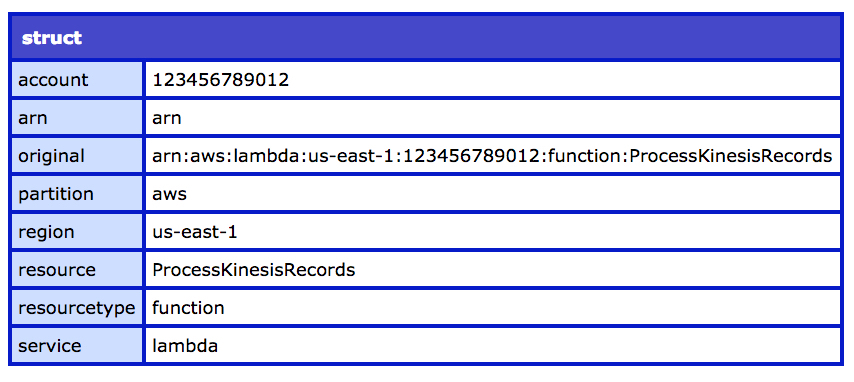 struct
account 123456789012
arn arn
original arn:aws:lambda:us-east-1:123456789012:function:ProcessKinesisRecords
partition aws
region us-east-1
resource ProcessKinesisRecords
resourcetype function
service lambda